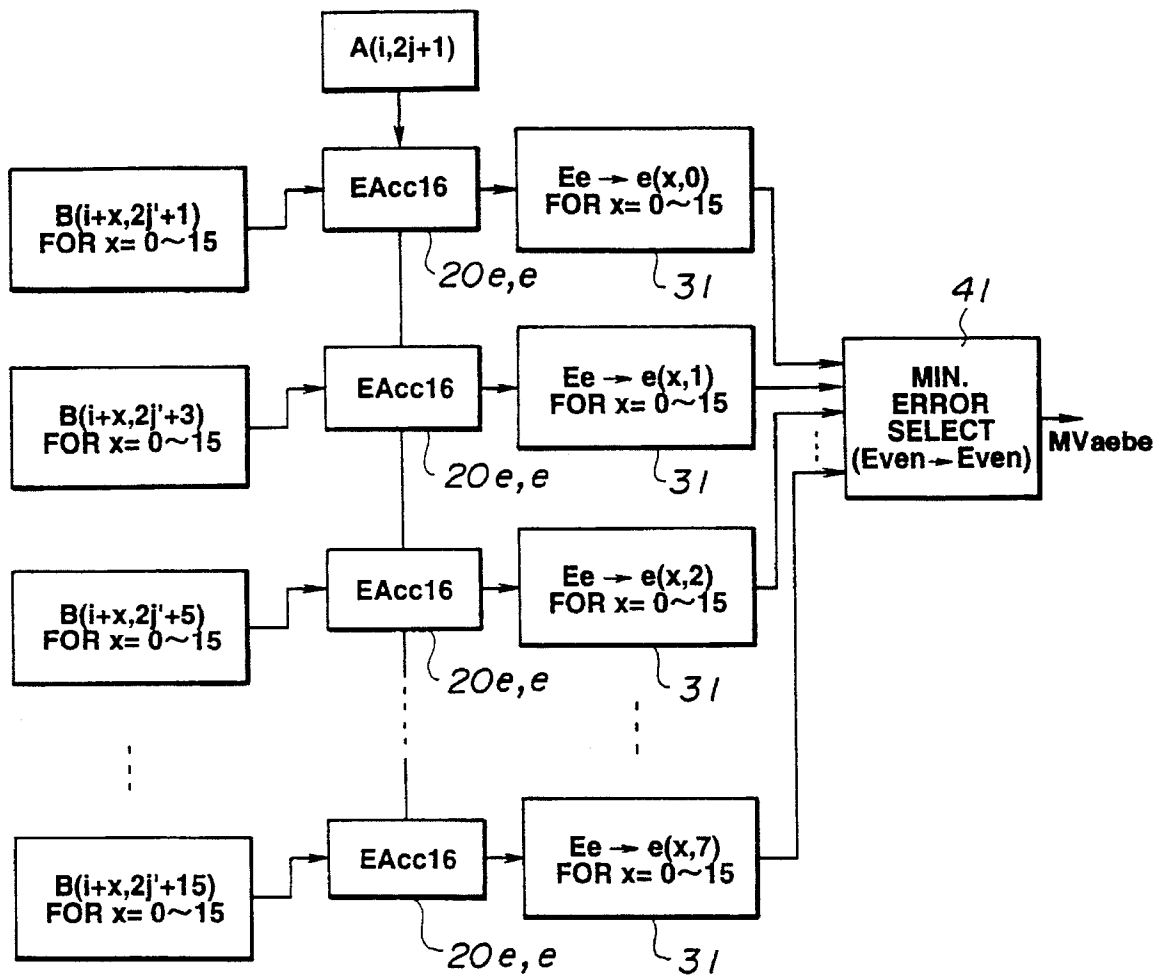 A(i,2j+1)
B(i+x,2j'+1)
FOR x= 0~15
EAcc16
Ee → e(x,0)
FOR x= 0~15
20e,e
31
B(i+x,2j'+3)
FOR x= 0~15
EAcc16
Ee → e(x,1)
FOR x= 0~15
20e,e
31
41
MIN.
ERROR
SELECT
(Even→Even)
MVaebe
B(i+x,2j'+5)
FOR x= 0~15
EAcc16
Ee → e(x,2)
FOR x= 0~15
20e,e
31
B(i+x,2j'+15)
FOR x= 0~15
EAcc16
Ee → e(x,7)
FOR x= 0~15
20e,e
31